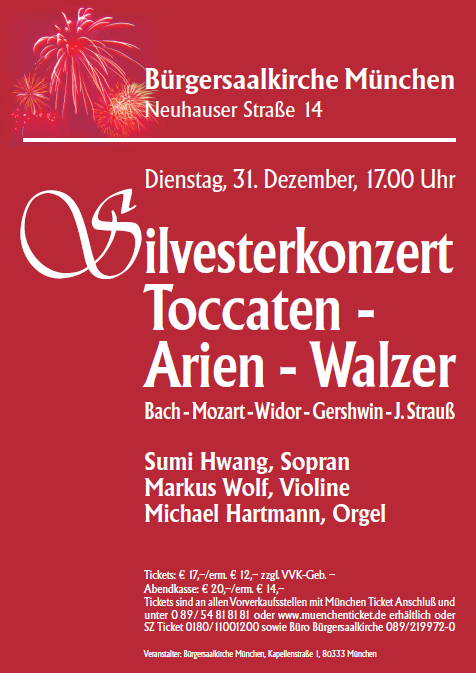 Bürgersaalkirche München
Neuhauser Straße 14
Dienstag, 31. Dezember, 17.00 Uhr
Silvesterkonzert
Toccaten -
Arien - Walzer
Bach - Mozart - Widor - Gershwin - J. Strauß
Sumi Hwang, Sopran
Markus Wolf, Violine
Michael Hartmann, Orgel
Tickets: € 17,–/erm. € 12,– zzgl. VVK-Geb. –
Abendkasse: € 20,–/erm. € 14,–
Tickets sind an allen Vorverkaufsstellen mit München Ticket Anschluß und
unter 0 89/ 54 81 81 81 oder www.muenchenticket.de erhältlich oder
SZ Ticket 0180/11001200 sowie Büro Bürgersaalkirche 089/219972-0
Veranstalter: Bürgersaalkirche München, Kapellenstraße 1, 80333 München